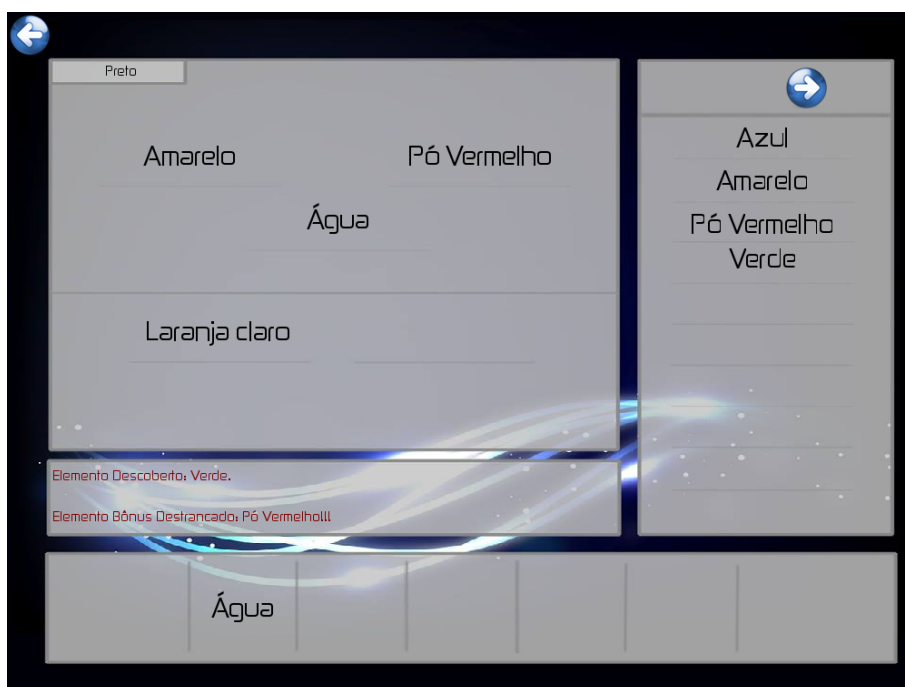 Preto
Amarelo
Pó Vermelho
Água
Laranja claro
Azul
Amarelo
Pó Vermelho
Verde
Elemento Descoberto: Verde.
Elemento Bônus Destrancado: Pó Vermelho!!!
Água